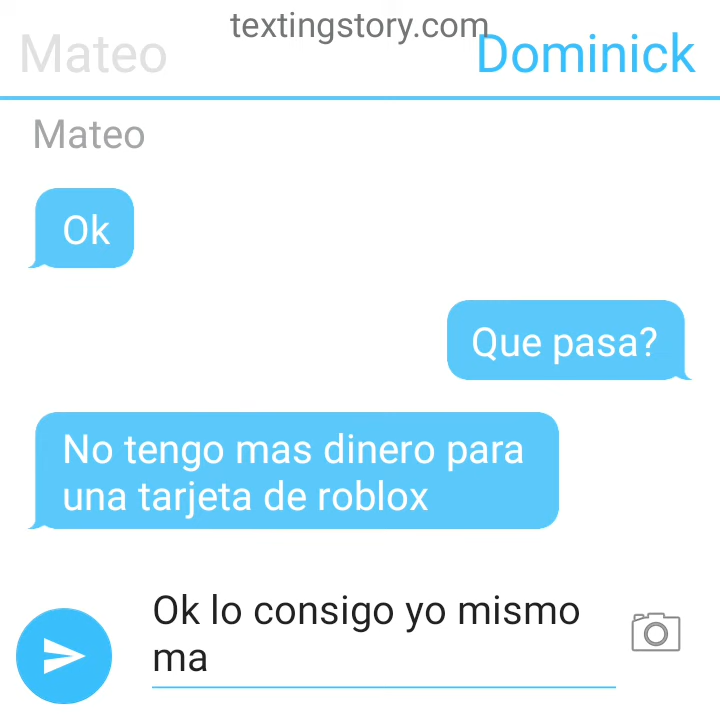 textingstory.com
Mateo
Dominick
Mateo
Ok
Que pasa?
No tengo mas dinero para
una tarjeta de roblox
Ok lo consigo yo mismo
ma